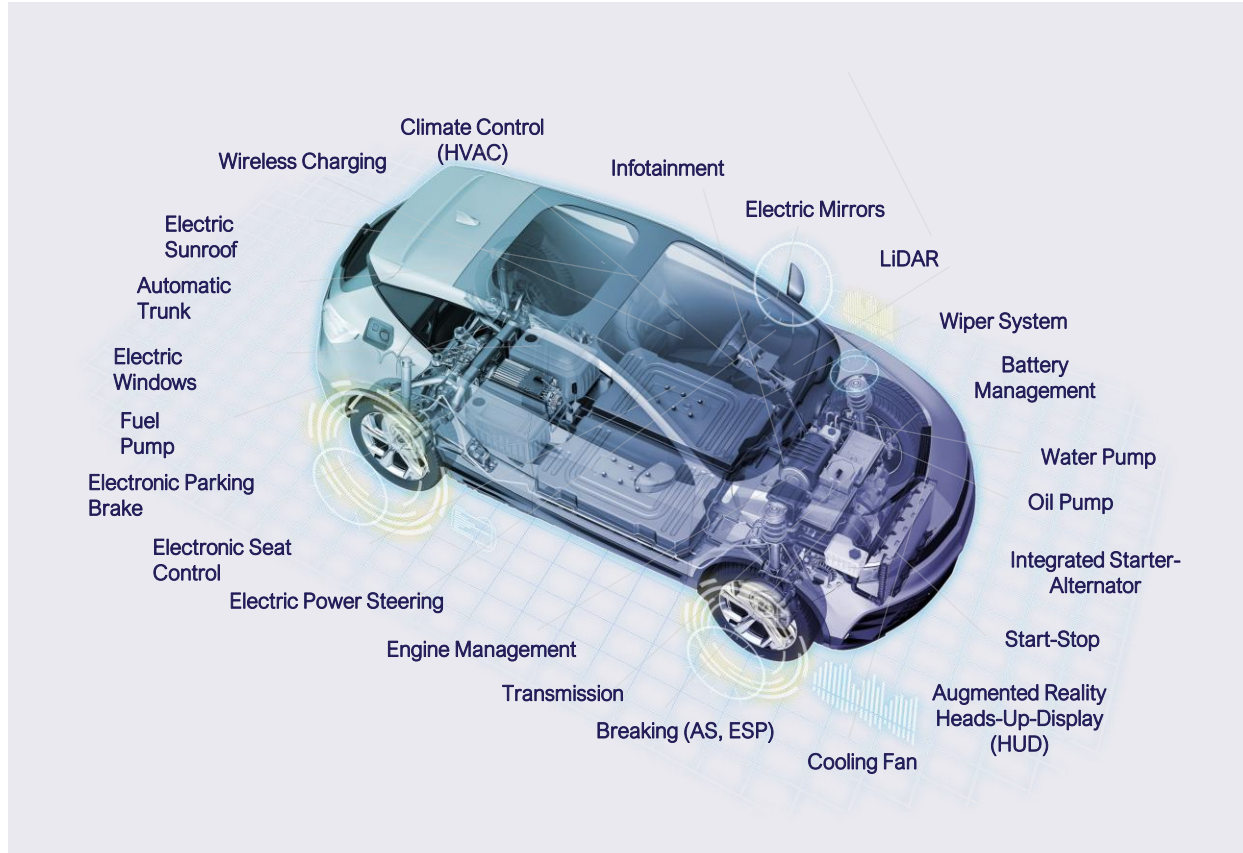 Climate Control
(HVAC)
Wireless Charging
Infotainment
Electric Mirrors
Electric
Sunroof
LiDAR
Automatic
Trunk
Wiper System
Electric
Windows
Battery
Management
Fuel
Pump
Water Pump
Electronic Parking
Brake
Oil Pump
Electronic Seat
Control
Integrated Starter-
Alternator
Electric Power Steering
Engine Management
Start-Stop
Transmission
Augmented Reality
Heads-Up-Display
(HUD)
Breaking (AS, ESP)
Cooling Fan